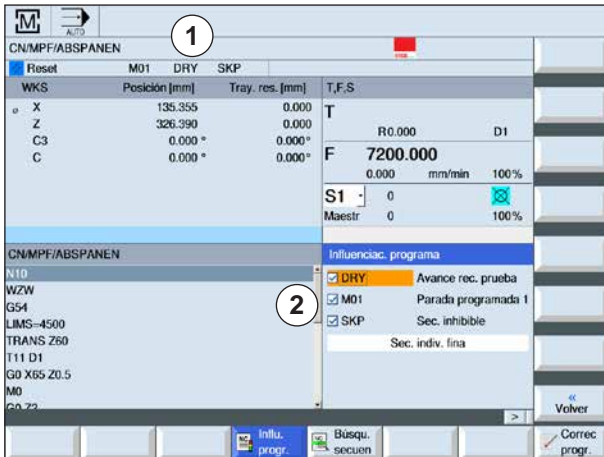 M
AUTO
1
CN/MPF/ABSPANEN
Reset M01 DRY SKP
WKS Posición [mm] Tray. res. [mm] T,F,S
X 135.355 0.000
Z 326.390 0.000
C3 0.000 ° 0.000°
C 0.000 ° 0.000°
T
R0.000 D1
F 7200.000
0.000 mm/min 100%
S1 0
Maestr 0 100%
CN/MPF/ABSPANEN
N10
WZW
G54
LIMS=4500
TRANS Z60
T11 D1
G0 X65 Z0.5
M0
G0 Z2
Influenciac. programa
2
DRY Avance rec. prueba
M01 Parada programada 1
SKP Sec. inhibible
Sec. indiv. fina
>
«
Volver
Influ.
progr.
Búsqu.
secuen
Correc
progr.